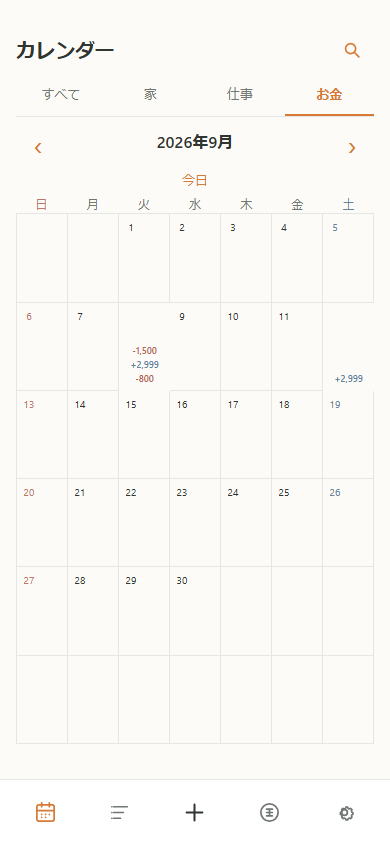 カレンダー
すべて 家 仕事 お金
‹ 2026年9月 ›
今日
日 月 火 水 木 金 土
1 2 3 4 5
6 7 9 10 11
-1,500
+2,999
-800 +2,999
13 14 15 16 17 18 19
20 21 22 23 24 25 26
27 28 29 30